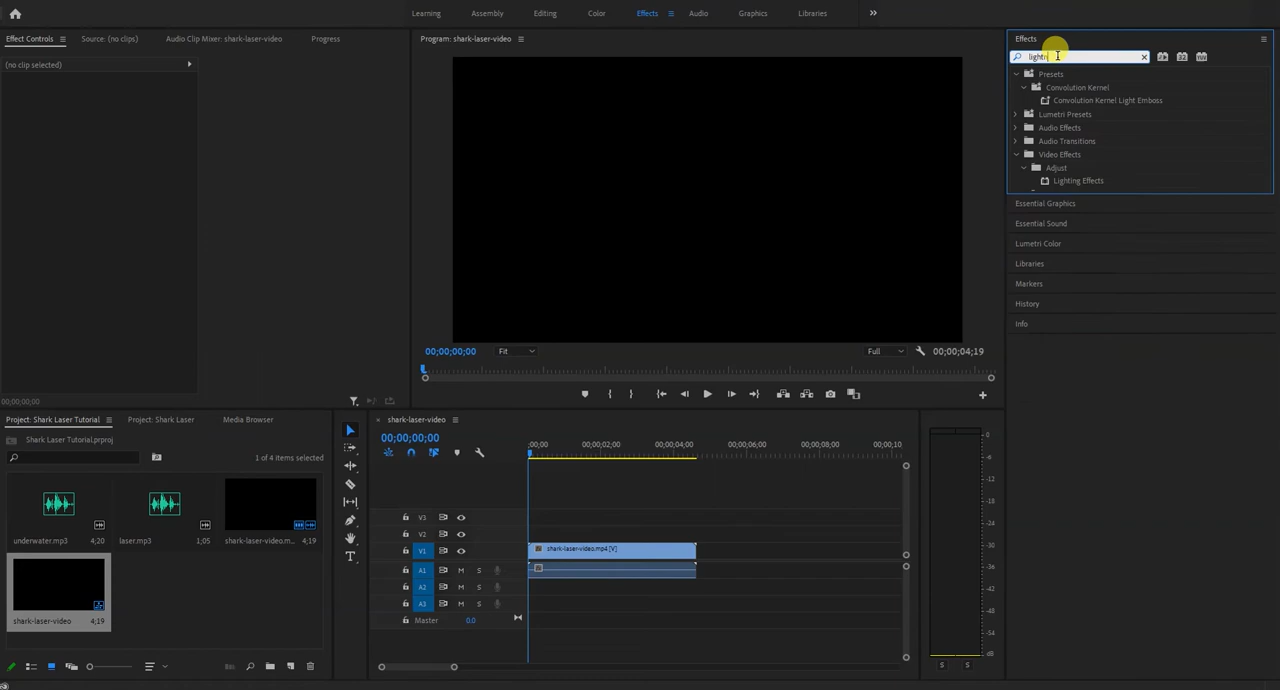 Learning Assembly Editing Color Effects Audio Graphics Libraries
Effect Controls Source: (no clips) Audio Clip Mixer: shark-laser-video Progress
(no clip selected)
00;00;00;00
Program: shark-laser-video
00;00;00;00 Fit Full 00;00;04;19
Effects
lightn
Presets
Convolution Kernel
Convolution Kernel Light Emboss
Lumetri Presets
Audio Effects
Audio Transitions
Video Effects
Adjust
Lighting Effects
Essential Graphics
Essential Sound
Lumetri Color
Libraries
Markers
History
Info
Project: Shark Laser Tutorial Project: Shark Laser Media Browser
Shark Laser Tutorial.prproj
1 of 4 items selected
underwater.mp3 4;20 laser.mp3 1;05 shark-laser-video.m... 4;19
shark-laser-video 4;19
shark-laser-video
00;00;00;00
;00;00 00;00;02;00 00;00;04;00 00;00;06;00 00;00;08;00 00;00;10
V3
V2
V1 shark-laser-video.mp4 [V]
A1 M S
A2 M S
A3 M S
Master 0.0
0
-6
-12
-18
-24
-30
-36
-42
-48
-54
dB
S S